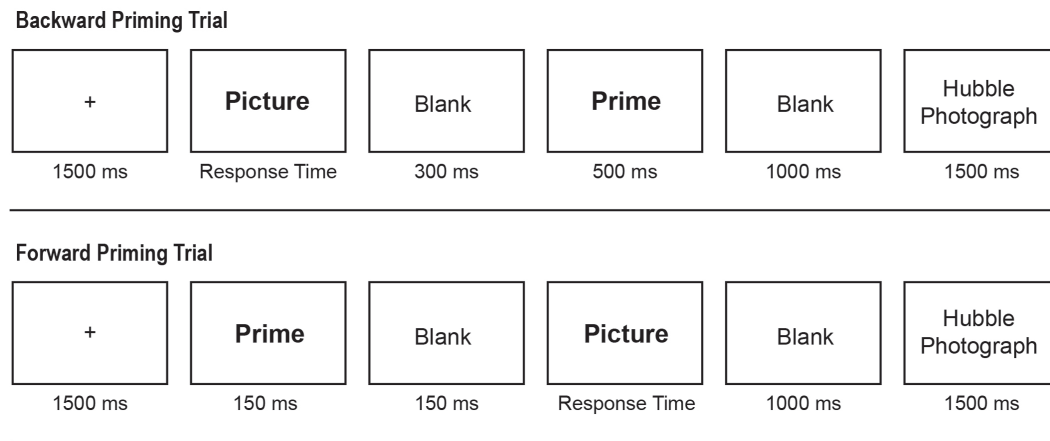 Backward Priming Trial
+
Picture
Blank
Prime
Blank
Hubble
Photograph
1500 ms
Response Time
300 ms
500 ms
1000 ms
1500 ms
Forward Priming Trial
+
Prime
Blank
Picture
Blank
Hubble
Photograph
1500 ms
150 ms
150 ms
Response Time
1000 ms
1500 ms